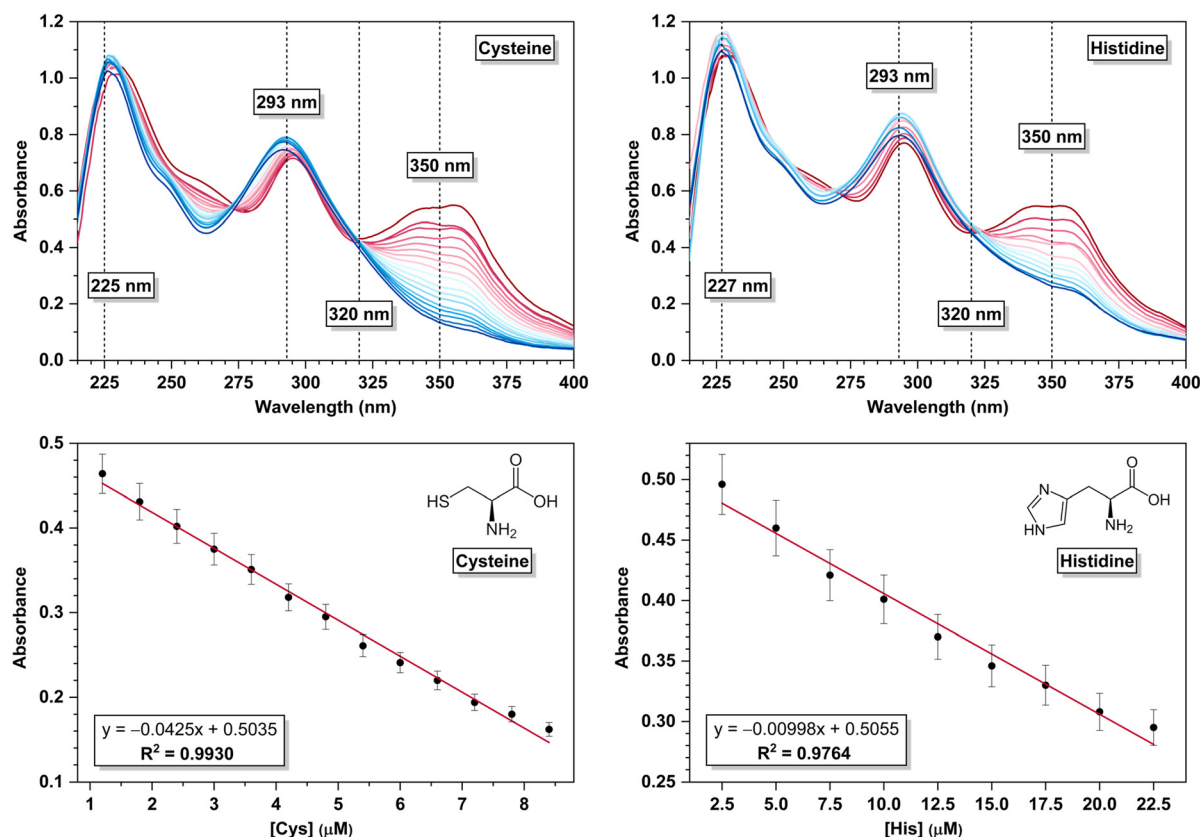 Cysteine
293 nm
350 nm
225 nm
320 nm
Absorbance
0.0
0.2
0.4
0.6
0.8
1.0
1.2
225 250 275 300 325 350 375 400
Wavelength (nm)
Histidine
293 nm
350 nm
227 nm
320 nm
Absorbance
0.0
0.2
0.4
0.6
0.8
1.0
1.2
225 250 275 300 325 350 375 400
Wavelength (nm)
Absorbance
0.5
0.4
0.3
0.2
0.1
O
HS
OH
NH₂
Cysteine
y = −0.0425x + 0.5035
R² = 0.9930
1 2 3 4 5 6 7 8
[Cys] (μM)
Absorbance
0.50
0.45
0.40
0.35
0.30
0.25
O
N
OH
HN
NH₂
Histidine
y = −0.00998x + 0.5055
R² = 0.9764
2.5 5.0 7.5 10.0 12.5 15.0 17.5 20.0 22.5
[His] (μM)